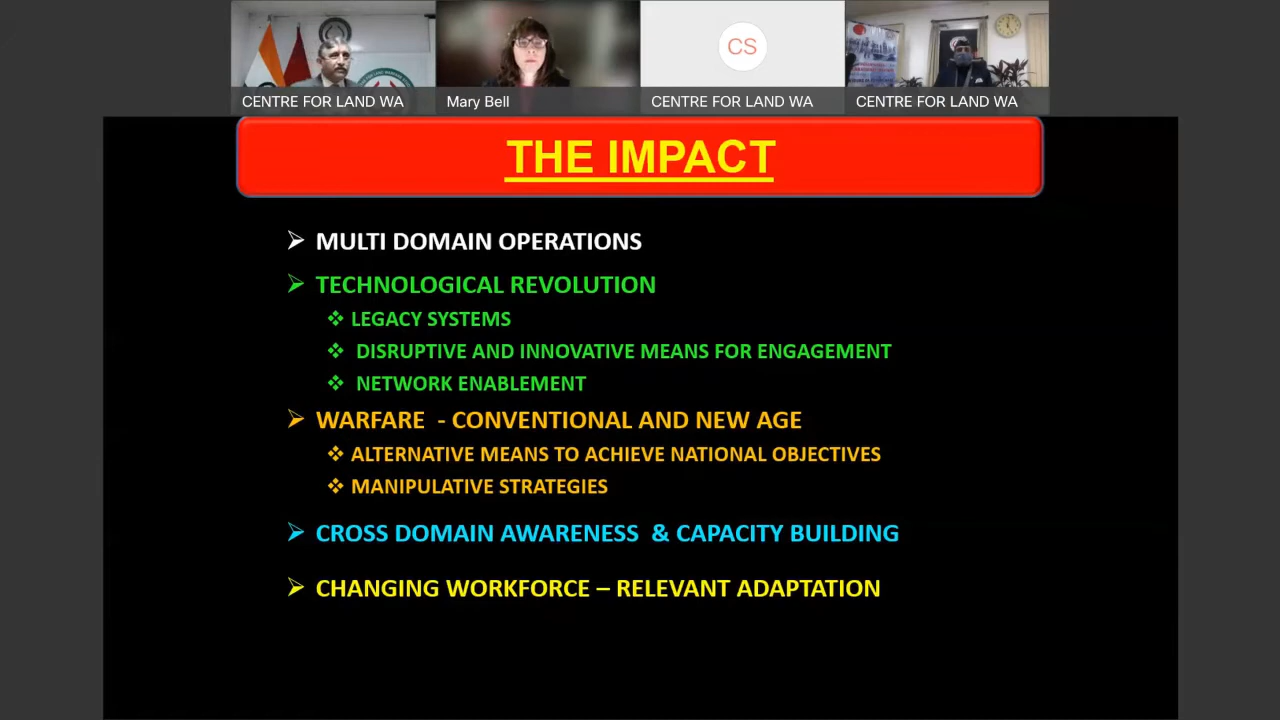 CENTRE FOR LAND WA
Mary Bell
CS
CENTRE FOR LAND WA
CENTRE FOR LAND WA
THE IMPACT
➢ MULTI DOMAIN OPERATIONS
➢ TECHNOLOGICAL REVOLUTION
❖ LEGACY SYSTEMS
❖ DISRUPTIVE AND INNOVATIVE MEANS FOR ENGAGEMENT
❖ NETWORK ENABLEMENT
➢ WARFARE - CONVENTIONAL AND NEW AGE
❖ ALTERNATIVE MEANS TO ACHIEVE NATIONAL OBJECTIVES
❖ MANIPULATIVE STRATEGIES
➢ CROSS DOMAIN AWARENESS & CAPACITY BUILDING
➢ CHANGING WORKFORCE – RELEVANT ADAPTATION